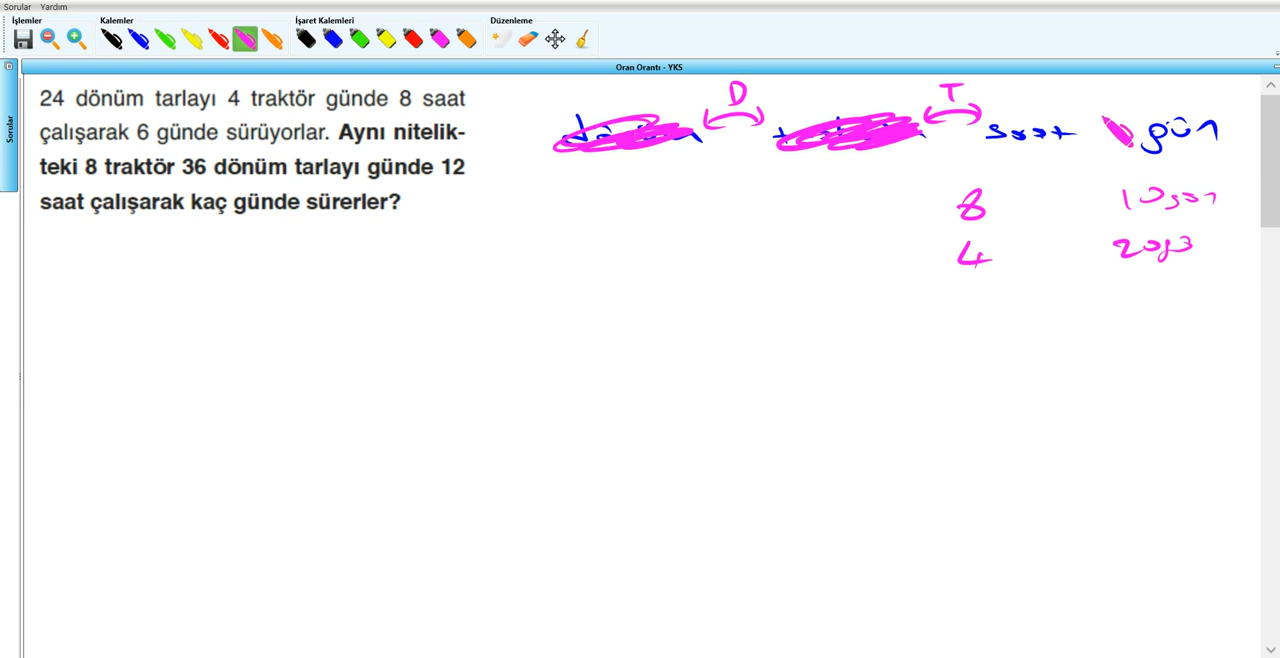 Sorular Yardım
İşlemler Kalemler İşaret Kalemleri Düzenleme
Oran Orantı - YKS
Sorular
24 dönüm tarlayı 4 traktör günde 8 saat
çalışarak 6 günde sürüyorlar. Aynı nitelik-
teki 8 traktör 36 dönüm tarlayı günde 12
saat çalışarak kaç günde sürerler?
D T
saat gün
8 10gün
4